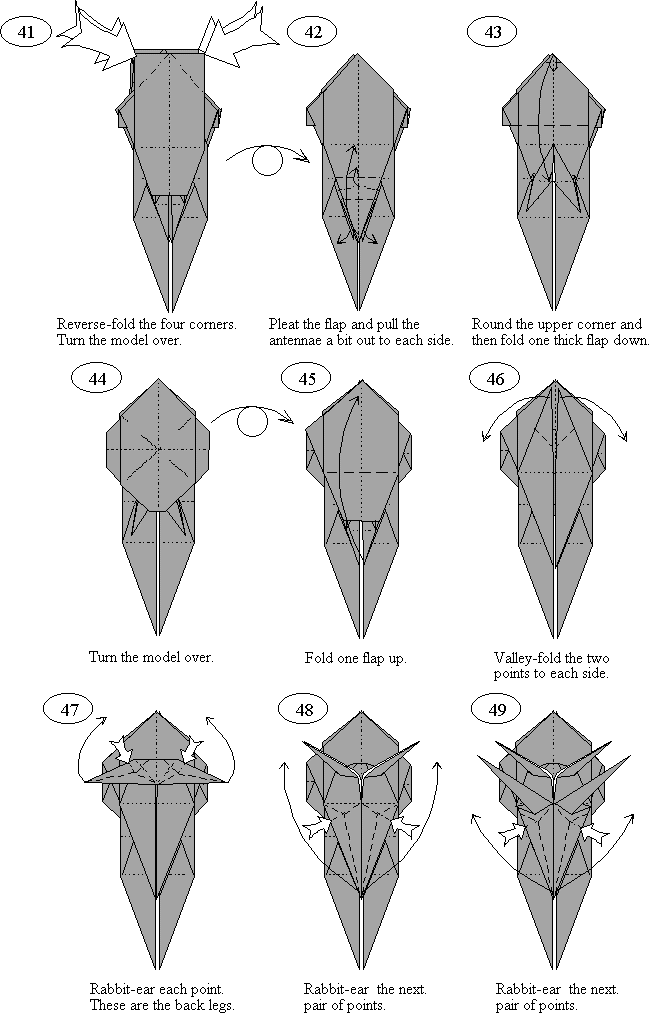 41
42
43
Reverse-fold the four corners.
Turn the model over.
Pleat the flap and pull the
antennae a bit out to each side.
Round the upper corner and
then fold one thick flap down.
44
45
46
Turn the model over.
Fold one flap up.
Valley-fold the two
points to each side.
47
48
49
Rabbit-ear each point.
These are the back legs.
Rabbit-ear the next.
pair of points.
Rabbit-ear the next.
pair of points.